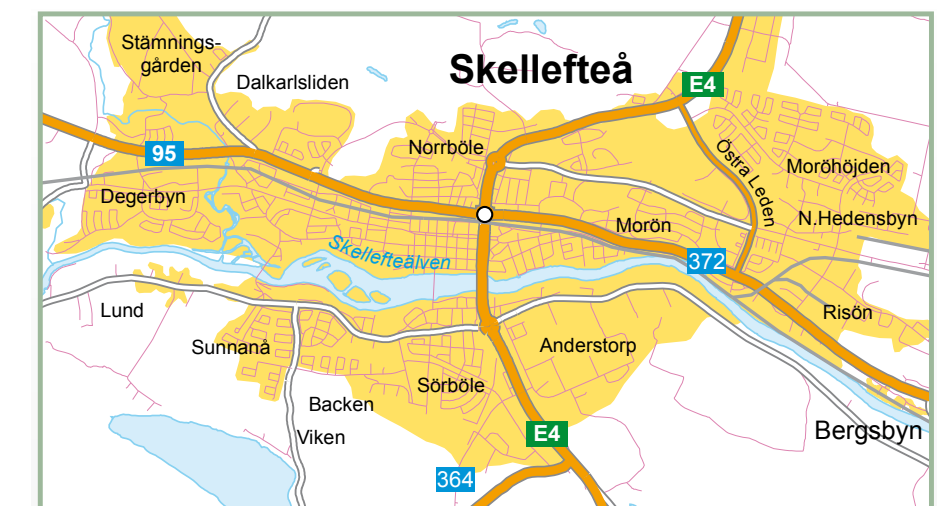 Stämnings-
gården
Dalkarlsliden
Skellefteå
E4
Norrböle
95
Östra Leden
Moröhöjden
Degerbyn
N.Hedensbyn
Morön
Skellefteälven
372
Lund
Risön
Sunnanå
Anderstorp
Sörböle
Backen
Viken
E4
Bergsbyn
364